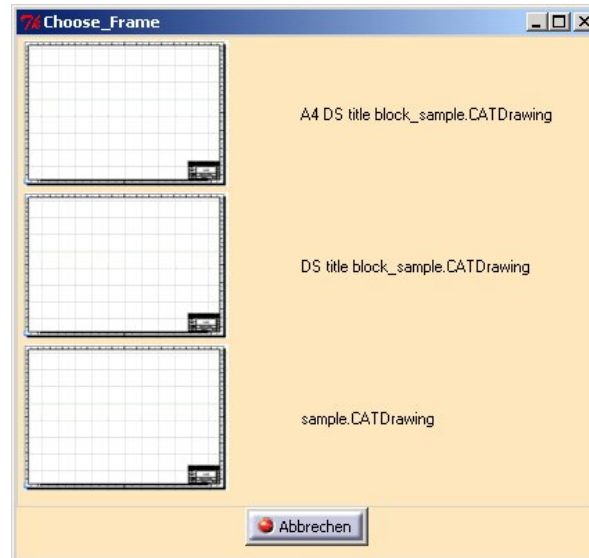 Choose_Frame
A4 DS title block_sample.CATDrawing
DS title block_sample.CATDrawing
sample.CATDrawing
Abbrechen